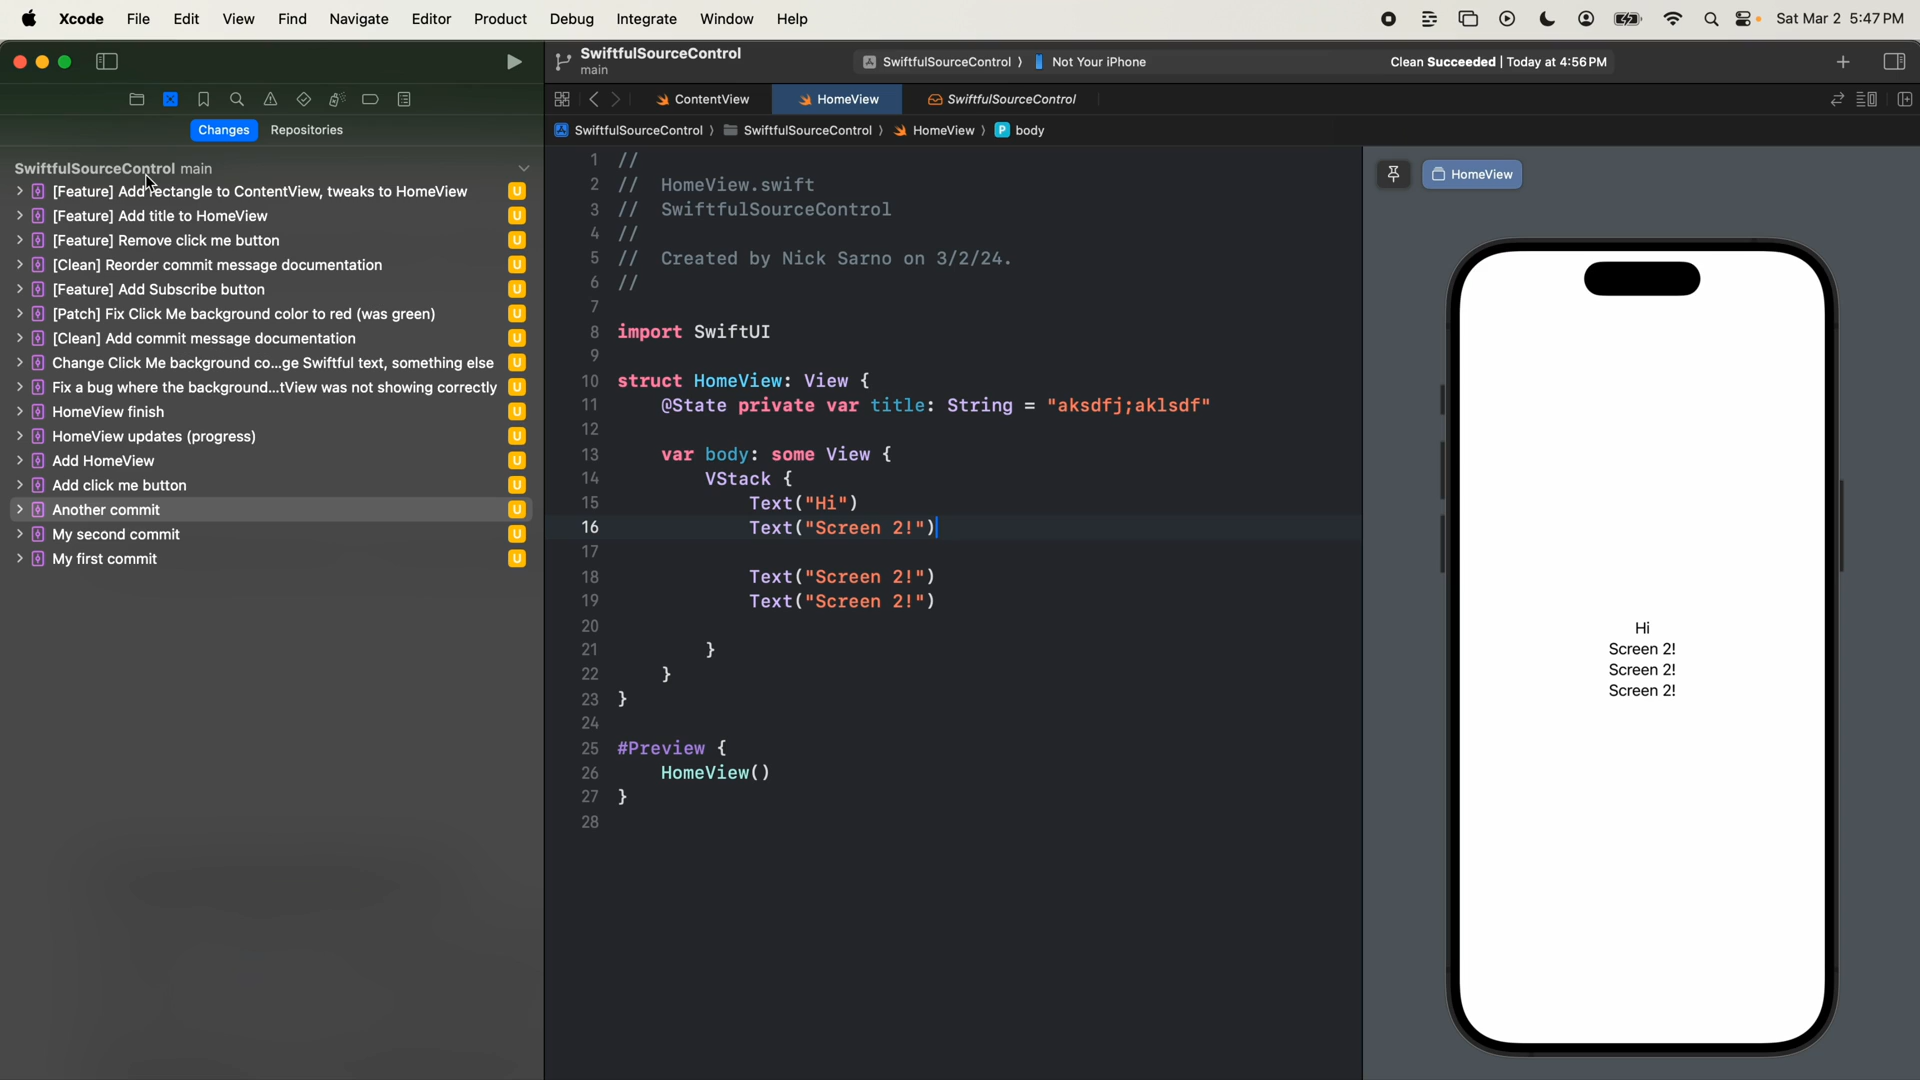 Xcode File Edit View Find Navigate Editor Product Debug Integrate Window Help Sat Mar 2 5:47 PM
SwiftfulSourceControl
main
SwiftfulSourceControl 〉 Not Your iPhone
Clean Succeeded | Today at 4:56 PM
ContentView HomeView SwiftfulSourceControl
Changes Repositories
SwiftfulSourceControl 〉 SwiftfulSourceControl 〉 HomeView 〉 P body
SwiftfulSourceControl main
[Feature] Add rectangle to ContentView, tweaks to HomeView U
[Feature] Add title to HomeView U
[Feature] Remove click me button U
[Clean] Reorder commit message documentation U
[Feature] Add Subscribe button U
[Patch] Fix Click Me background color to red (was green) U
[Clean] Add commit message documentation U
Change Click Me background co...ge Swiftful text, something else U
Fix a bug where the background...tView was not showing correctly U
HomeView finish U
HomeView updates (progress) U
Add HomeView U
Add click me button U
Another commit U
My second commit U
My first commit U
1 //
2 // HomeView.swift
3 // SwiftfulSourceControl
4 //
5 // Created by Nick Sarno on 3/2/24.
6 //
7
8 import SwiftUI
9
10 struct HomeView: View {
11 @State private var title: String = "aksdfj;aklsdf"
12
13 var body: some View {
14 VStack {
15 Text("Hi")
16 Text("Screen 2!")
17
18 Text("Screen 2!")
19 Text("Screen 2!")
20
21 }
22 }
23 }
24
25 #Preview {
26 HomeView()
27 }
28
HomeView
Hi
Screen 2!
Screen 2!
Screen 2!